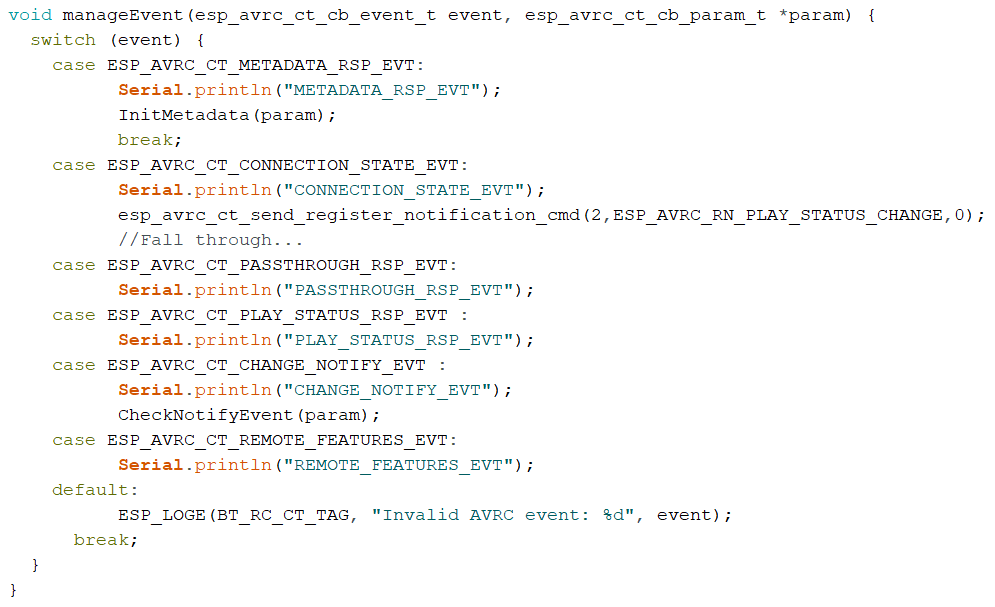 void manageEvent(esp_avrc_ct_cb_event_t event, esp_avrc_ct_cb_param_t *param) {
  switch (event) {
    case ESP_AVRC_CT_METADATA_RSP_EVT:
          Serial.println("METADATA_RSP_EVT");
          InitMetadata(param);
          break;
    case ESP_AVRC_CT_CONNECTION_STATE_EVT:
          Serial.println("CONNECTION_STATE_EVT");
          esp_avrc_ct_send_register_notification_cmd(2,ESP_AVRC_RN_PLAY_STATUS_CHANGE,0);
          //Fall through...
    case ESP_AVRC_CT_PASSTHROUGH_RSP_EVT:
          Serial.println("PASSTHROUGH_RSP_EVT");
    case ESP_AVRC_CT_PLAY_STATUS_RSP_EVT :
          Serial.println("PLAY_STATUS_RSP_EVT");
    case ESP_AVRC_CT_CHANGE_NOTIFY_EVT :
          Serial.println("CHANGE_NOTIFY_EVT");
          CheckNotifyEvent(param);
    case ESP_AVRC_CT_REMOTE_FEATURES_EVT:
          Serial.println("REMOTE_FEATURES_EVT");
    default:
          ESP_LOGE(BT_RC_CT_TAG, "Invalid AVRC event: %d", event);
      break;
  }
}